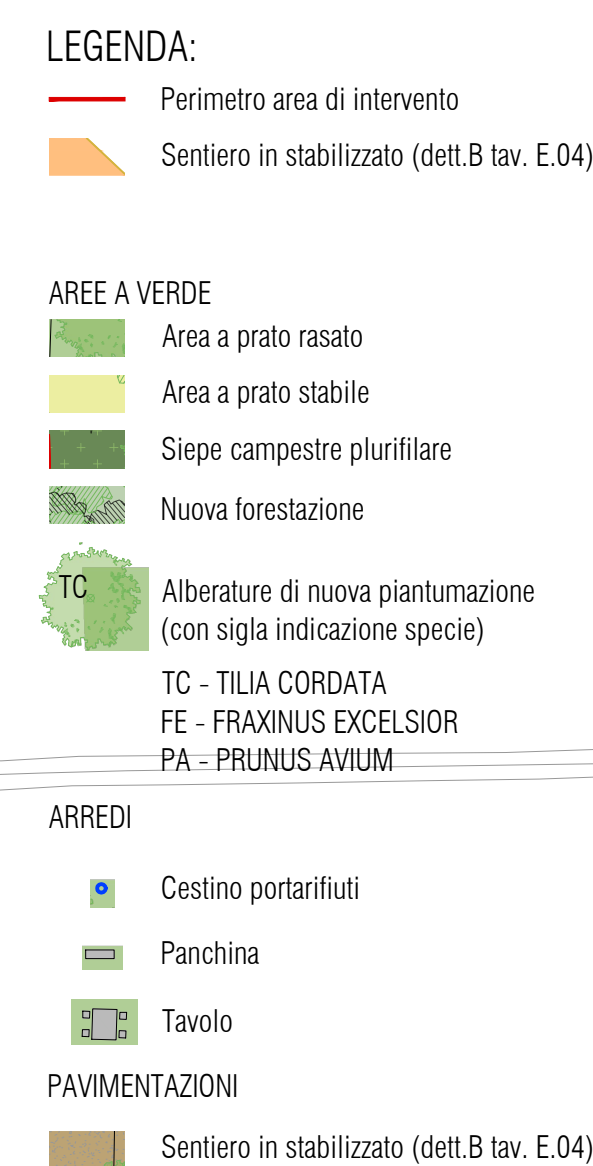 LEGENDA:
Perimetro area di intervento
Sentiero in stabilizzato (dett.B tav. E.04)
AREE A VERDE
Area a prato rasato
Area a prato stabile
Siepe campestre plurifilare
Nuova forestazione
TC
Alberature di nuova piantumazione
(con sigla indicazione specie)
TC - TILIA CORDATA
FE - FRAXINUS EXCELSIOR
PA - PRUNUS AVIUM
ARREDI
Cestino portarifiuti
Panchina
Tavolo
PAVIMENTAZIONI
Sentiero in stabilizzato (dett.B tav. E.04)